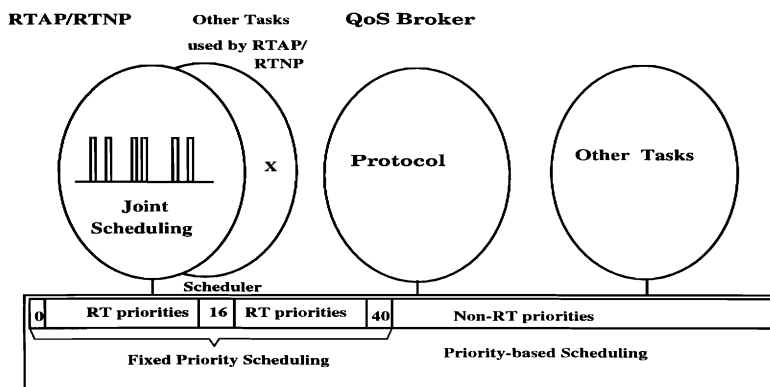 RTAP/RTNP
Other Tasks
used by RTAP/
RTNP
QoS Broker
X
Joint
Scheduling
Protocol
Other Tasks
Scheduler
0 RT priorities 16 RT priorities 40 Non-RT priorities
Fixed Priority Scheduling
Priority-based Scheduling